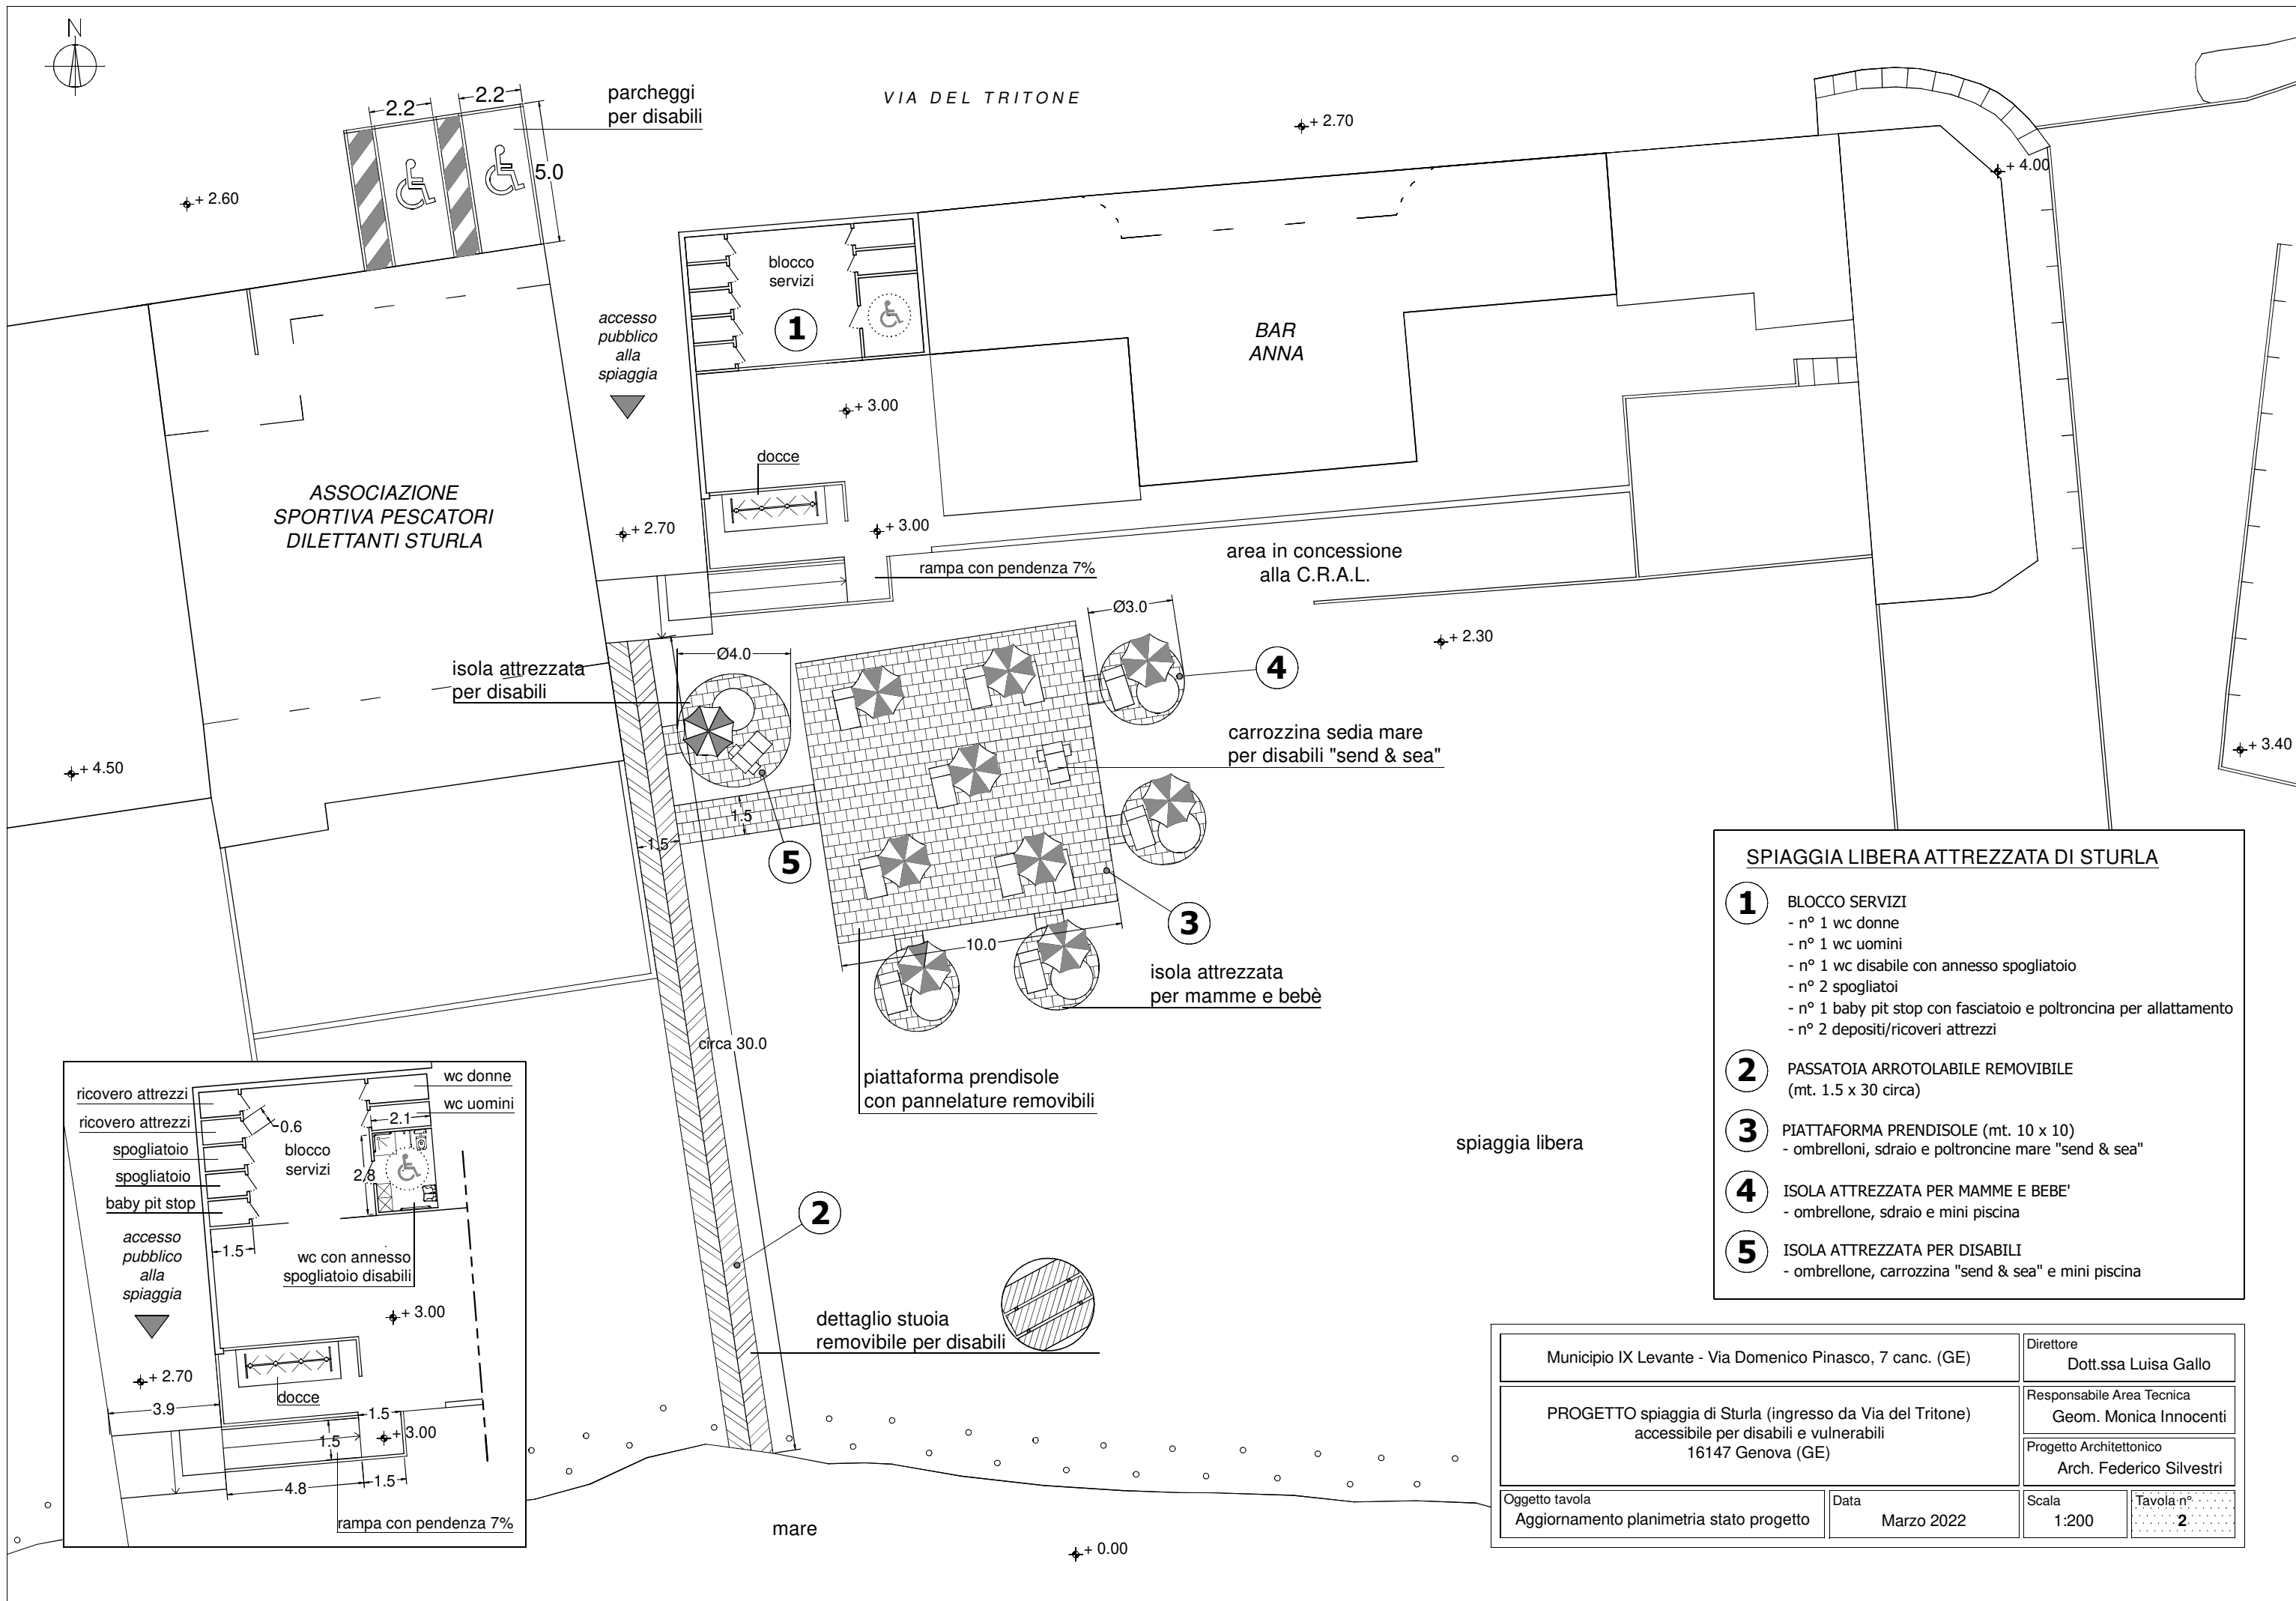 N
2.2
2.2
5.0
parcheggi
per disabili
VIA DEL TRITONE
+ 2.70
+ 4.00
+ 2.60
blocco
servizi
1
accesso
pubblico
alla
spiaggia
BAR
ANNA
+ 3.00
docce
ASSOCIAZIONE
SPORTIVA PESCATORI
DILETTANTI STURLA
+ 2.70
+ 3.00
rampa con pendenza 7%
area in concessione
alla C.R.A.L.
Ø3.0
+ 2.30
Ø4.0
isola attrezzata
per disabili
4
carrozzina sedia mare
per disabili "send & sea"
+ 3.40
+ 4.50
1.5
1.5
5
3
10.0
isola attrezzata
per mamme e bebè
circa 30.0
piattaforma prendisole
con pannelature removibili
spiaggia libera
2
dettaglio stuoia
removibile per disabili
mare
+ 0.00
ricovero attrezzi
ricovero attrezzi
spogliatoio
spogliatoio
baby pit stop
wc donne
wc uomini
0.6
2.1
blocco
servizi
2,8
1.5
accesso
pubblico
alla
spiaggia
wc con annesso
spogliatoio disabili
+ 3.00
+ 2.70
docce
3.9
1.5
1.5
+ 3.00
4.8
1.5
rampa con pendenza 7%
SPIAGGIA LIBERA ATTREZZATA DI STURLA
1
BLOCCO SERVIZI
- n° 1 wc donne
- n° 1 wc uomini
- n° 1 wc disabile con annesso spogliatoio
- n° 2 spogliatoi
- n° 1 baby pit stop con fasciatoio e poltroncina per allattamento
- n° 2 depositi/ricoveri attrezzi
2
PASSATOIA ARROTOLABILE REMOVIBILE
(mt. 1.5 x 30 circa)
3
PIATTAFORMA PRENDISOLE (mt. 10 x 10)
- ombrelloni, sdraio e poltroncine mare "send & sea"
4
ISOLA ATTREZZATA PER MAMME E BEBE'
- ombrellone, sdraio e mini piscina
5
ISOLA ATTREZZATA PER DISABILI
- ombrellone, carrozzina "send & sea" e mini piscina
Municipio IX Levante - Via Domenico Pinasco, 7 canc. (GE)
Direttore
Dott.ssa Luisa Gallo
PROGETTO spiaggia di Sturla (ingresso da Via del Tritone)
accessibile per disabili e vulnerabili
16147 Genova (GE)
Responsabile Area Tecnica
Geom. Monica Innocenti
Progetto Architettonico
Arch. Federico Silvestri
Oggetto tavola
Aggiornamento planimetria stato progetto
Data
Marzo 2022
Scala
1:200
Tavola n°
2